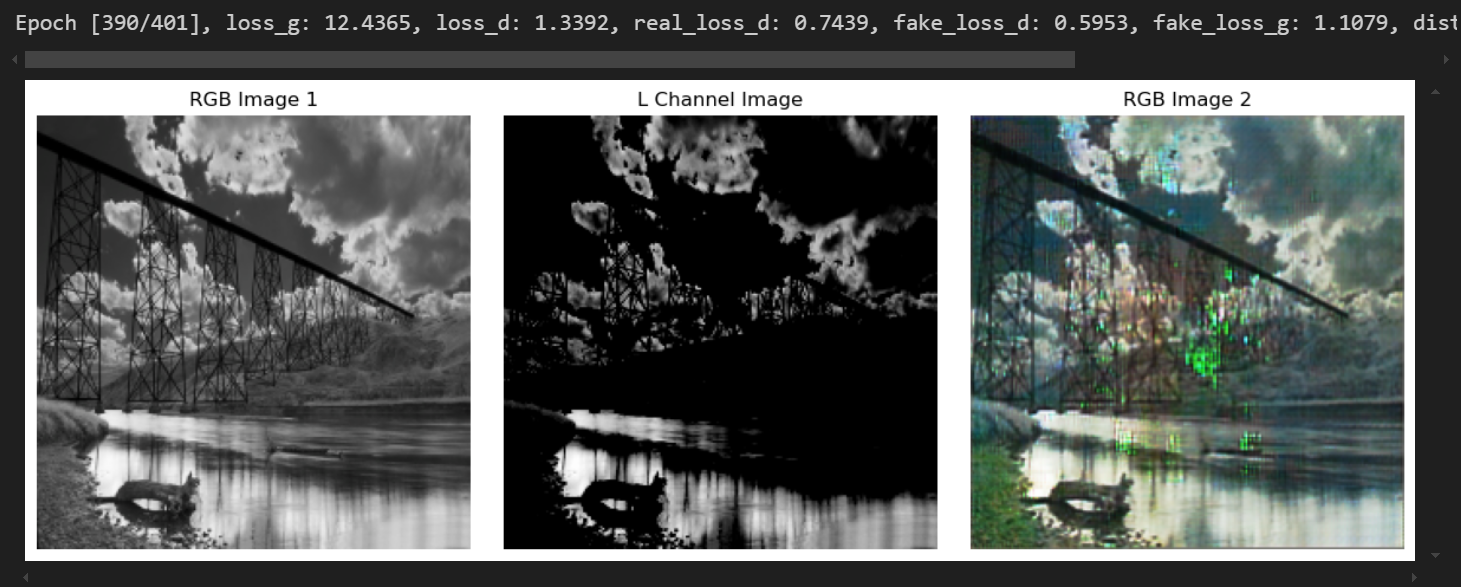 Epoch [390/401], loss_g: 12.4365, loss_d: 1.3392, real_loss_d: 0.7439, fake_loss_d: 0.5953, fake_loss_g: 1.1079, dist
RGB Image 1
L Channel Image
RGB Image 2